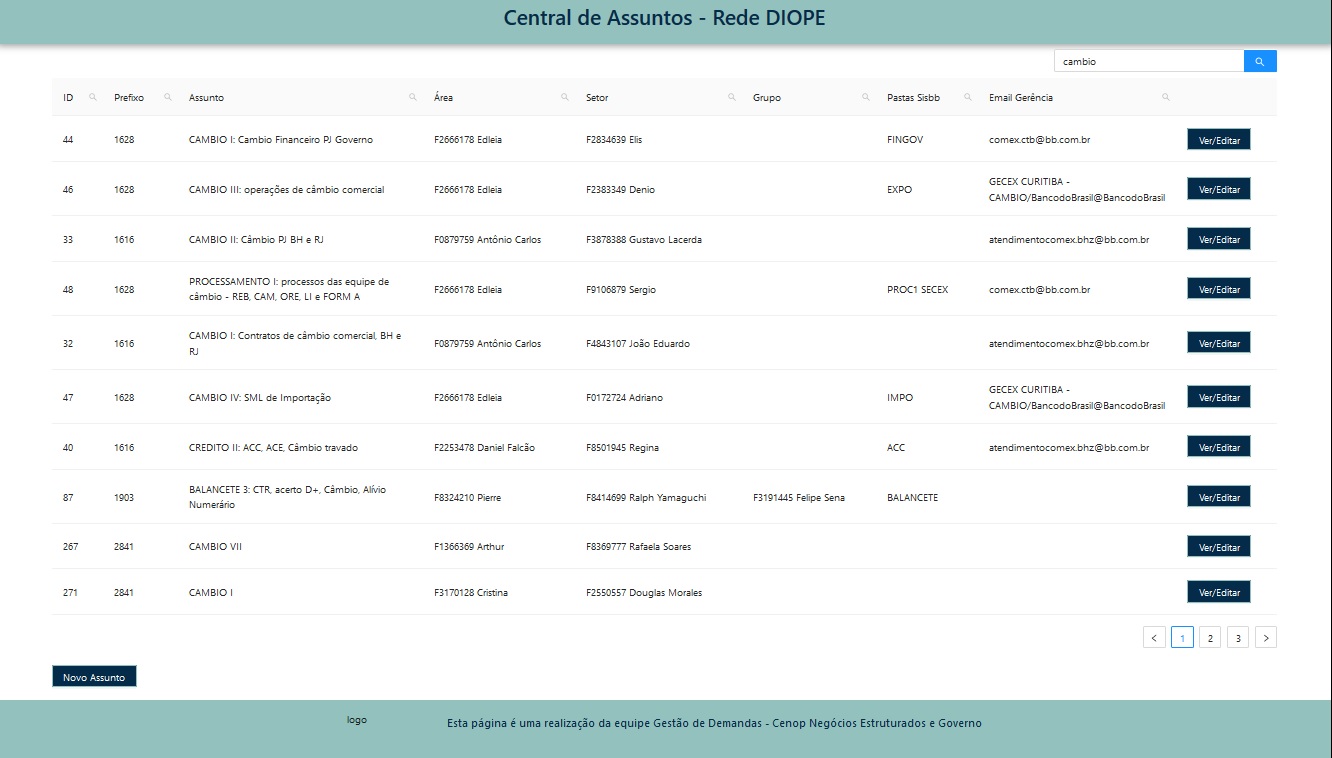 Central de Assuntos - Rede DIOPE
cambio
ID Prefixo Assunto Área Setor Grupo Pastas Sisbb Email Gerência
44 1628 CAMBIO I: Cambio Financeiro PJ Governo F2666178 Edleia F2834639 Elis FINGOV comex.ctb@bb.com.br Ver/Editar
46 1628 CAMBIO III: operações de câmbio comercial F2666178 Edleia F2383349 Denio EXPO GECEX CURITIBA -
CAMBIO/BancodoBrasil@BancodoBrasil Ver/Editar
33 1616 CAMBIO II: Câmbio PJ BH e RJ F0879759 Antônio Carlos F3878388 Gustavo Lacerda atendimentocomex.bhz@bb.com.br Ver/Editar
48 1628 PROCESSAMENTO I: processos das equipe de
câmbio - REB, CAM, ORE, LI e FORM A F2666178 Edleia F9106879 Sergio PROC1 SECEX comex.ctb@bb.com.br Ver/Editar
32 1616 CAMBIO I: Contratos de câmbio comercial, BH e
RJ F0879759 Antônio Carlos F4843107 João Eduardo atendimentocomex.bhz@bb.com.br Ver/Editar
47 1628 CAMBIO IV: SML de Importação F2666178 Edleia F0172724 Adriano IMPO GECEX CURITIBA -
CAMBIO/BancodoBrasil@BancodoBrasil Ver/Editar
40 1616 CREDITO II: ACC, ACE, Câmbio travado F2253478 Daniel Falcão F8501945 Regina ACC atendimentocomex.bhz@bb.com.br Ver/Editar
87 1903 BALANCETE 3: CTR, acerto D+, Câmbio, Alívio
Numerário F8324210 Pierre F8414699 Ralph Yamaguchi F3191445 Felipe Sena BALANCETE Ver/Editar
267 2841 CAMBIO VII F1366369 Arthur F8369777 Rafaela Soares Ver/Editar
271 2841 CAMBIO I F3170128 Cristina F2550557 Douglas Morales Ver/Editar
< 1 2 3 >
Novo Assunto
logo Esta página é uma realização da equipe Gestão de Demandas - Cenop Negócios Estruturados e Governo